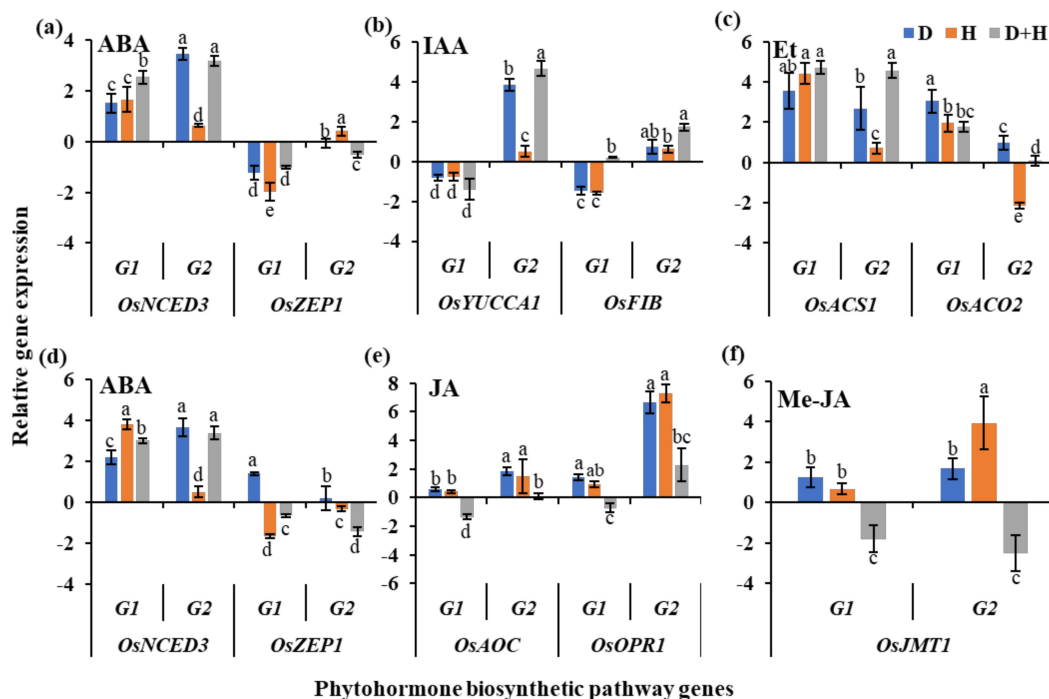 (a) ABA
4
2
0
-2
-4
c c b
a d a
d e d
b a c
G1 G2 G1 G2
OsNCED3 OsZEP1
(b) IAA
6
4
2
0
-2
-4
d d d
b c a
c c b
ab b a
G1 G2 G1 G2
OsYUCCA1 OsFIB
(c) Et
D H D+H
6
4
2
0
-2
-4
ab a a
b c a
a b bc
c e d
G1 G2 G1 G2
OsACS1 OsACO2
Relative gene expression
(d) ABA
6
4
2
0
-2
-4
c a b
a d a
a d c
b c d
G1 G2 G1 G2
OsNCED3 OsZEP1
(e) JA
8
6
4
2
0
-2
-4
b b d
a a b
b ab c
a a bc
G1 G2 G1 G2
OsAOC OsOPR1
(f) Me-JA
6
4
2
0
-2
-4
b b c
b a c
G1 G2
OsJMT1
Phytohormone biosynthetic pathway genes